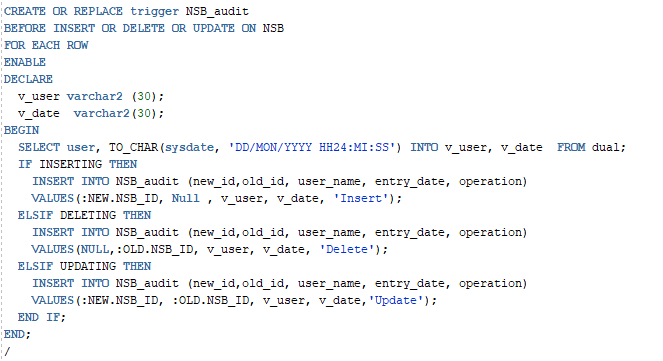 CREATE OR REPLACE trigger NSB_audit
BEFORE INSERT OR DELETE OR UPDATE ON NSB
FOR EACH ROW
ENABLE
DECLARE
  v_user varchar2 (30);
  v_date  varchar2(30);
BEGIN
  SELECT user, TO_CHAR(sysdate, 'DD/MON/YYYY HH24:MI:SS') INTO v_user, v_date  FROM dual;
  IF INSERTING THEN
    INSERT INTO NSB_audit (new_id,old_id, user_name, entry_date, operation)
    VALUES(:NEW.NSB_ID, Null , v_user, v_date, 'Insert');
  ELSIF DELETING THEN
    INSERT INTO NSB_audit (new_id,old_id, user_name, entry_date, operation)
    VALUES(NULL,:OLD.NSB_ID, v_user, v_date, 'Delete');
  ELSIF UPDATING THEN
    INSERT INTO NSB_audit (new_id,old_id, user_name, entry_date, operation)
    VALUES(:NEW.NSB_ID, :OLD.NSB_ID, v_user, v_date,'Update');
  END IF;
END;
/